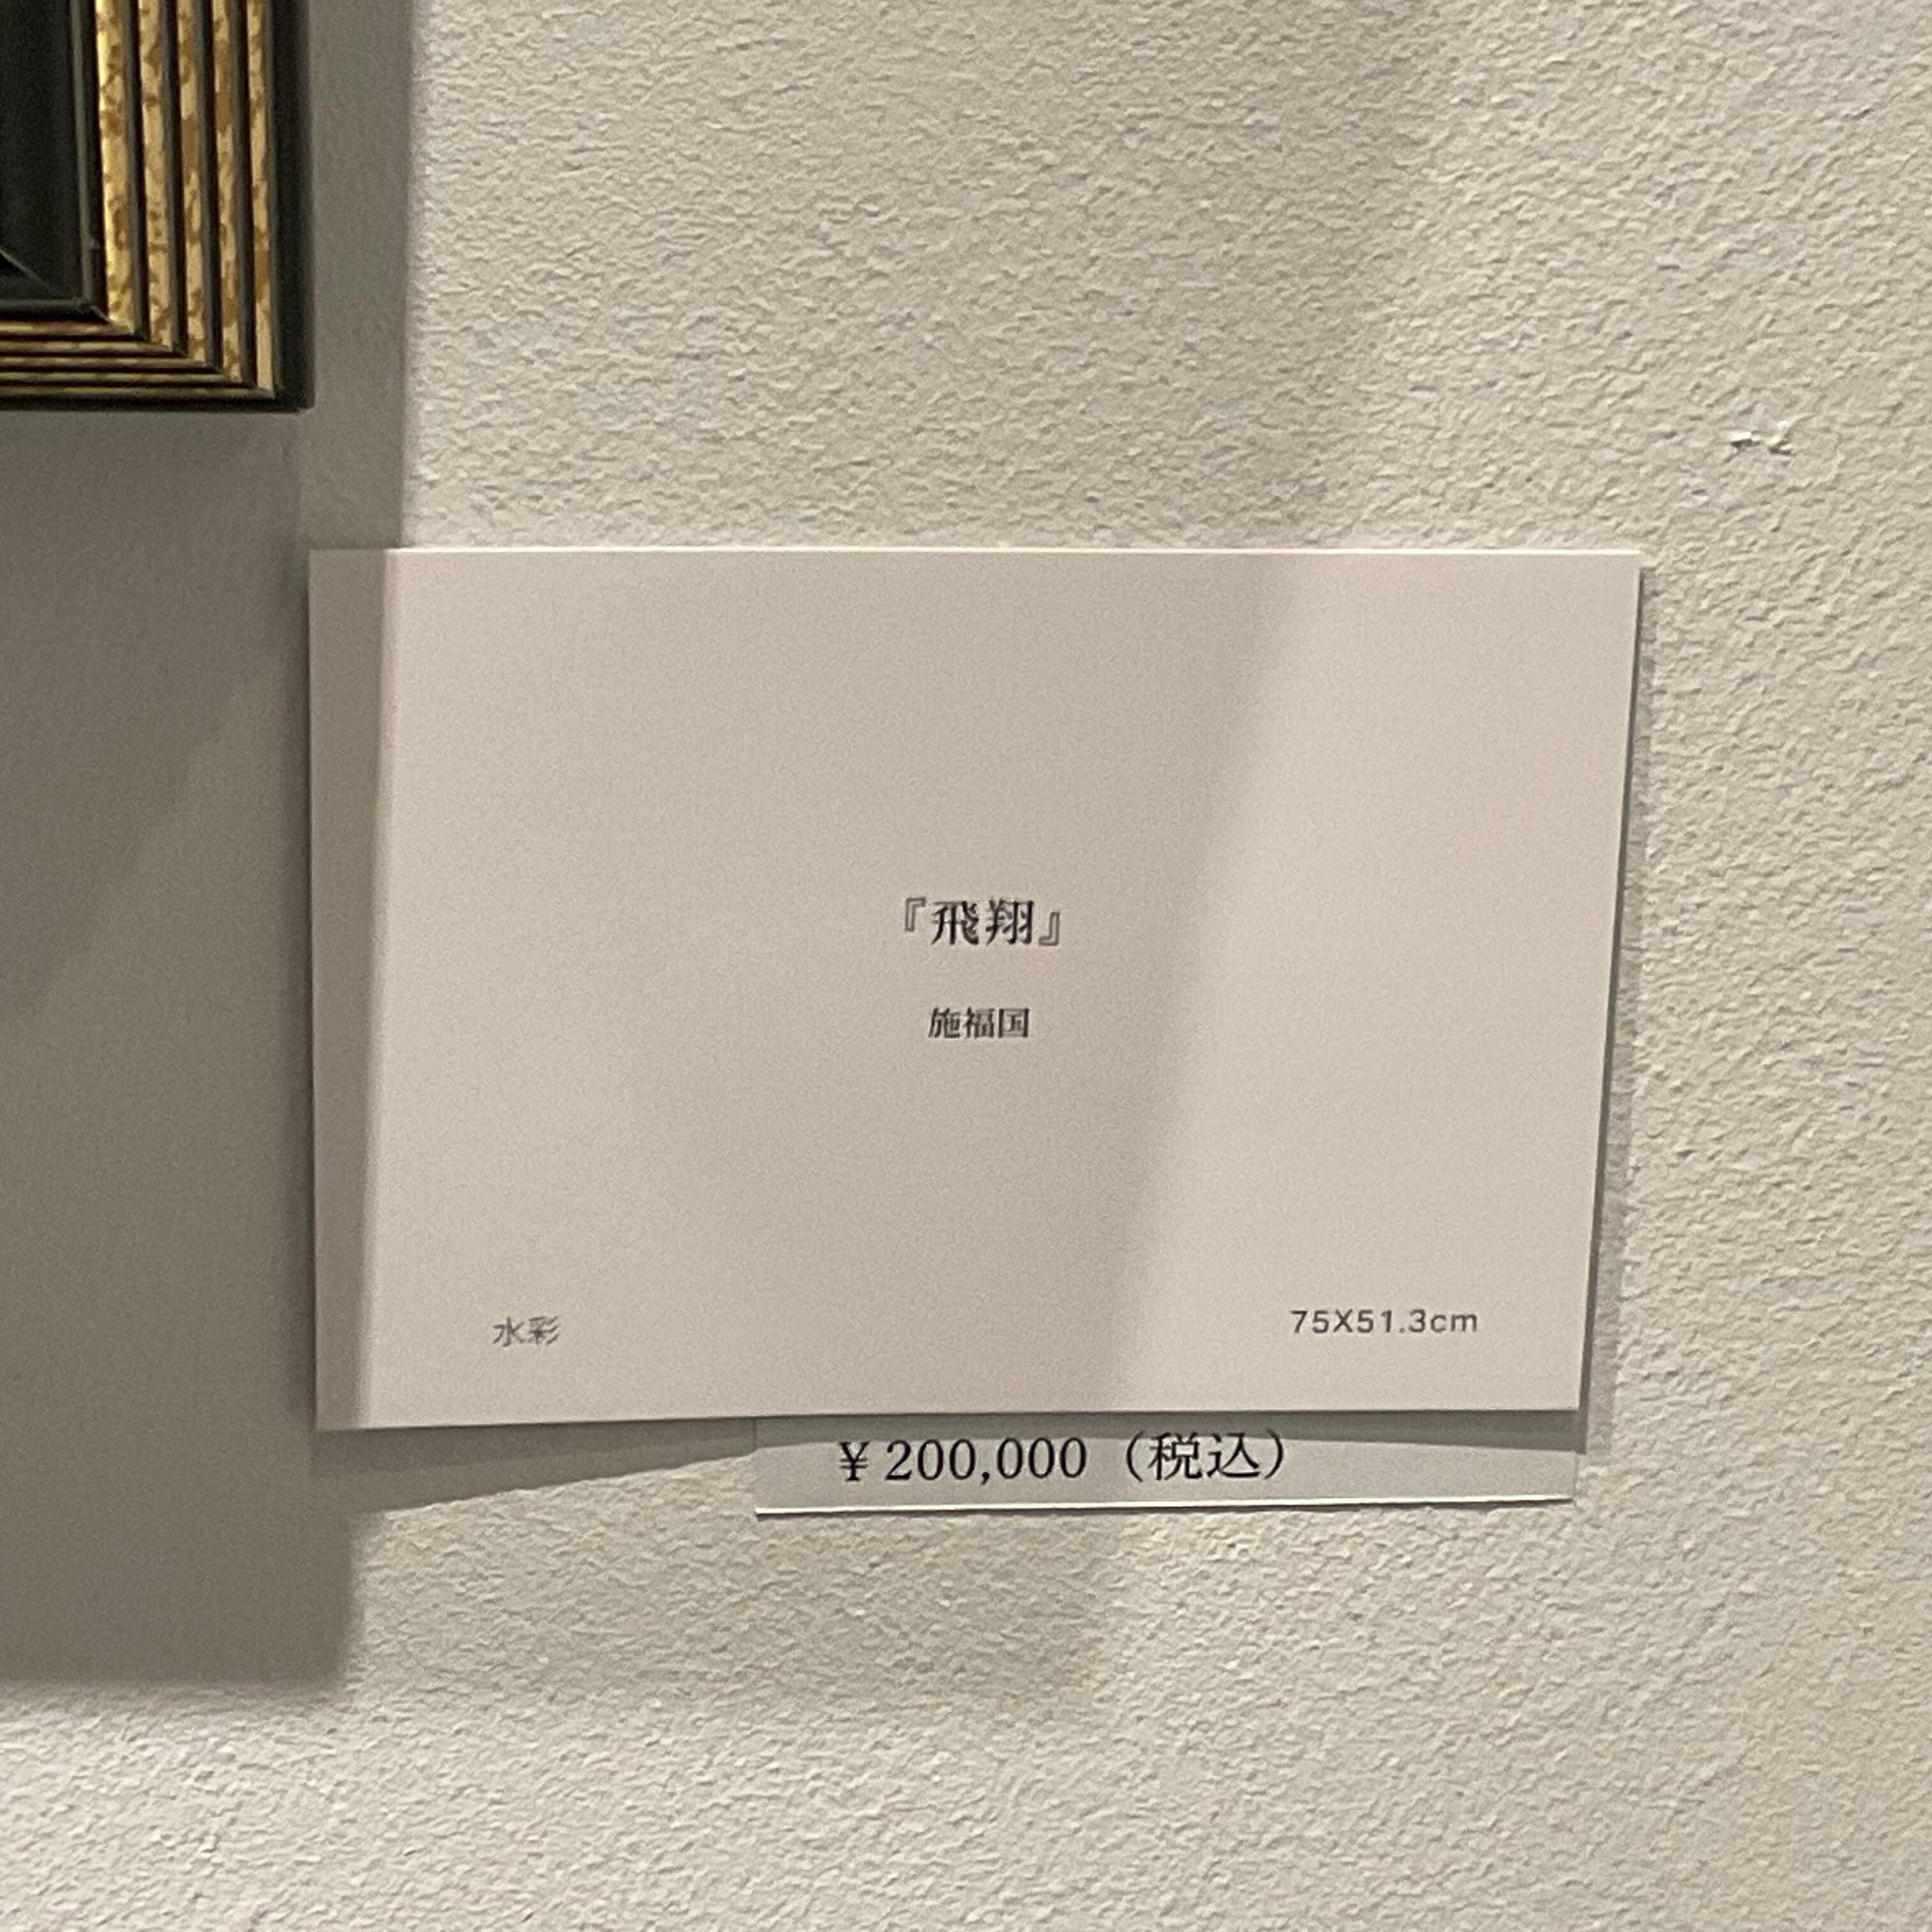 『飛翔』
施福国
水彩
75X51.3cm
¥200,000（税込）